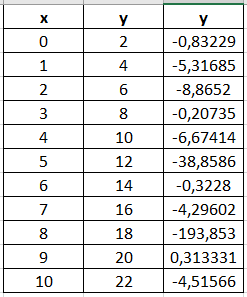 x y y
0 2 -0,83229
1 4 -5,31685
2 6 -8,8652
3 8 -0,20735
4 10 -6,67414
5 12 -38,8586
6 14 -0,3228
7 16 -4,29602
8 18 -193,853
9 20 0,313331
10 22 -4,51566